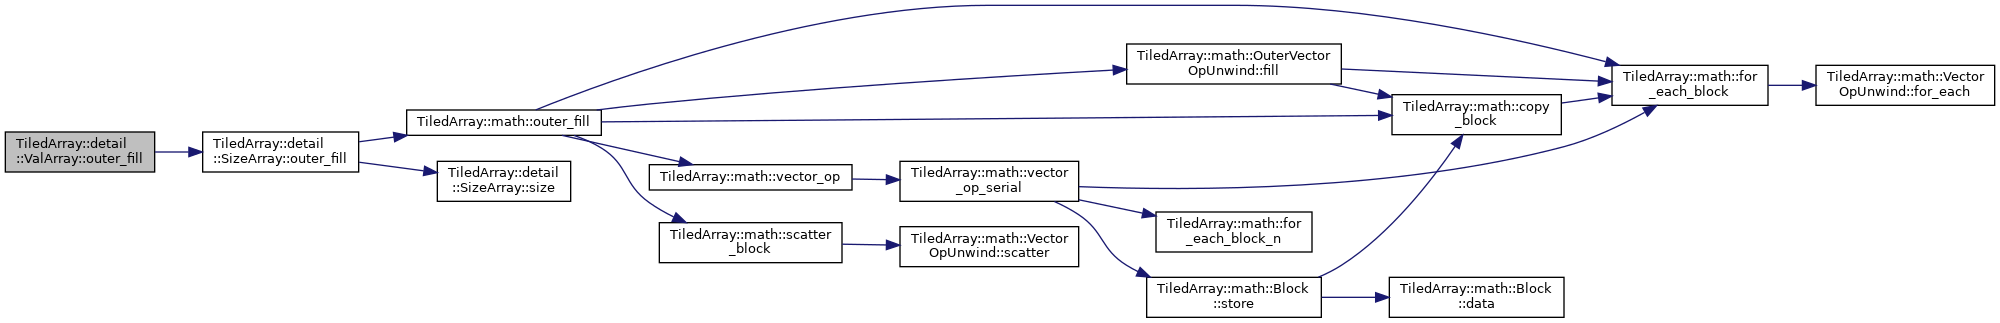 TiledArray::detail
::ValArray::outer_fill
TiledArray::detail
::SizeArray::outer_fill
TiledArray::math::outer_fill
TiledArray::detail
::SizeArray::size
TiledArray::math::vector_op
TiledArray::math::scatter
_block
TiledArray::math::vector
_op_serial
TiledArray::math::Vector
OpUnwind::scatter
TiledArray::math::OuterVector
OpUnwind::fill
TiledArray::math::for
_each_block_n
TiledArray::math::Block
::store
TiledArray::math::copy
_block
TiledArray::math::Block
::data
TiledArray::math::for
_each_block
TiledArray::math::Vector
OpUnwind::for_each